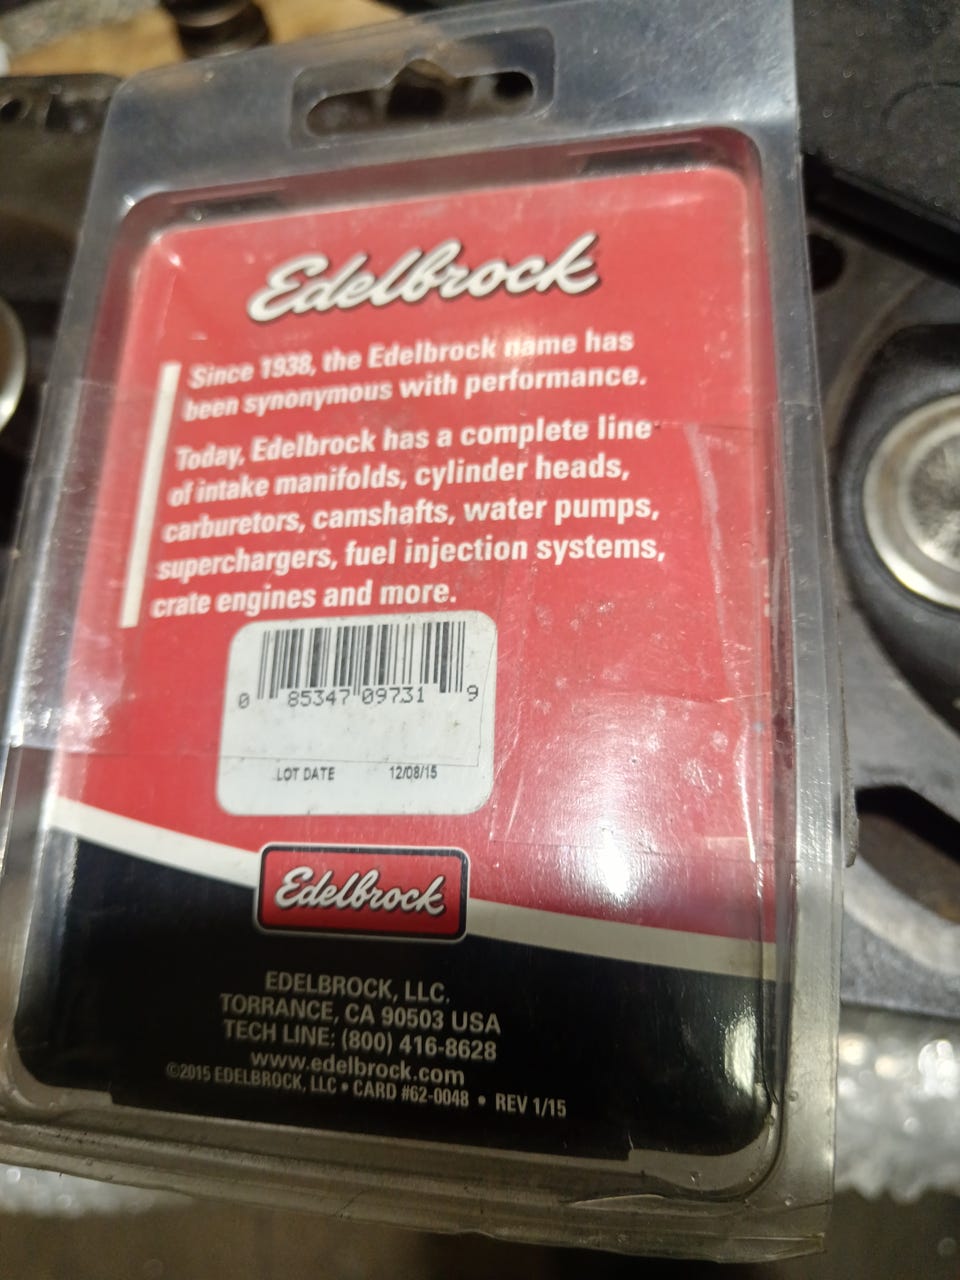 Edelbrock
Since 1938, the Edelbrock name has
been synonymous with performance.
Today, Edelbrock has a complete line
of intake manifolds, cylinder heads,
carburetors, camshafts, water pumps,
superchargers, fuel injection systems,
crate engines and more.
0 85347 09731 9
LOT DATE 12/08/15
Edelbrock
EDELBROCK, LLC.
TORRANCE, CA 90503 USA
TECH LINE: (800) 416-8628
www.edelbrock.com
©2015 EDELBROCK, LLC • CARD #62-0048 • REV 1/15